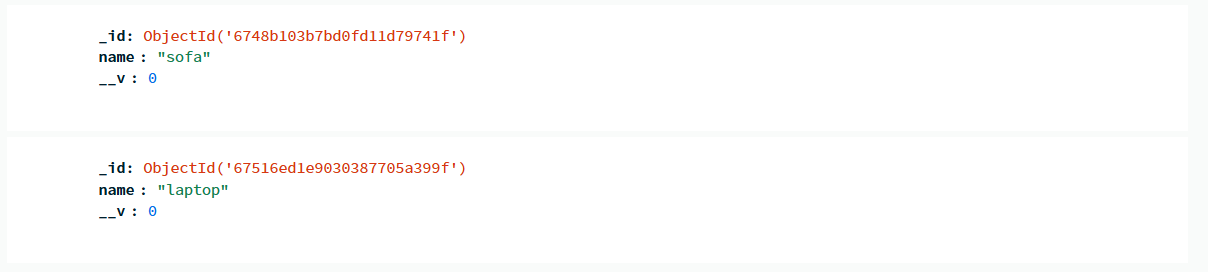 _id: ObjectId('6748b103b7bd0fd11d79741f')
name : "sofa"
__v : 0
_id: ObjectId('67516ed1e9030387705a399f')
name : "laptop"
__v : 0